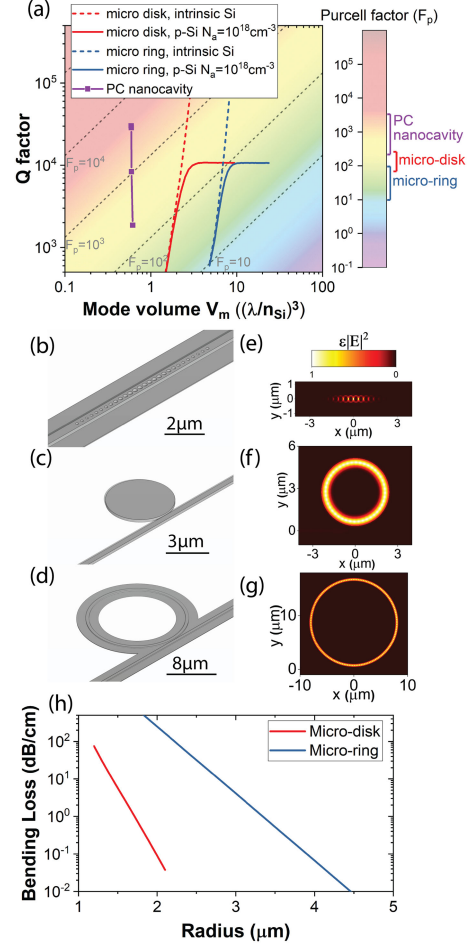 (a)
micro disk, intrinsic Si
micro disk, p-Si Nₐ=10¹⁸cm⁻³
micro ring, intrinsic Si
micro ring, p-Si Nₐ=10¹⁸cm⁻³
PC nanocavity
Purcell factor (Fₚ)
Q factor
10⁵
10⁴
10³
Fₚ=10⁴
Fₚ=10³
Fₚ=10²
Fₚ=10
0.1 1 10 100
Mode volume Vₘ ((λ/n_Si)³)
10⁵
10⁴
10³
10²
10¹
10⁰
10⁻¹
PC
nanocavity
micro-disk
micro-ring
(b)
2μm
(c)
3μm
(d)
8μm
(e)
ε|E|²
1 0
y (μm)
1
0
-1
-3 0 3
x (μm)
(f)
y (μm)
6
3
0
-3 0 3
x (μm)
(g)
y (μm)
10
0
-10 0 10
x (μm)
(h)
Micro-disk
Micro-ring
Bending Loss (dB/cm)
10²
10¹
10⁰
10⁻¹
10⁻²
1 2 3 4 5
Radius (μm)